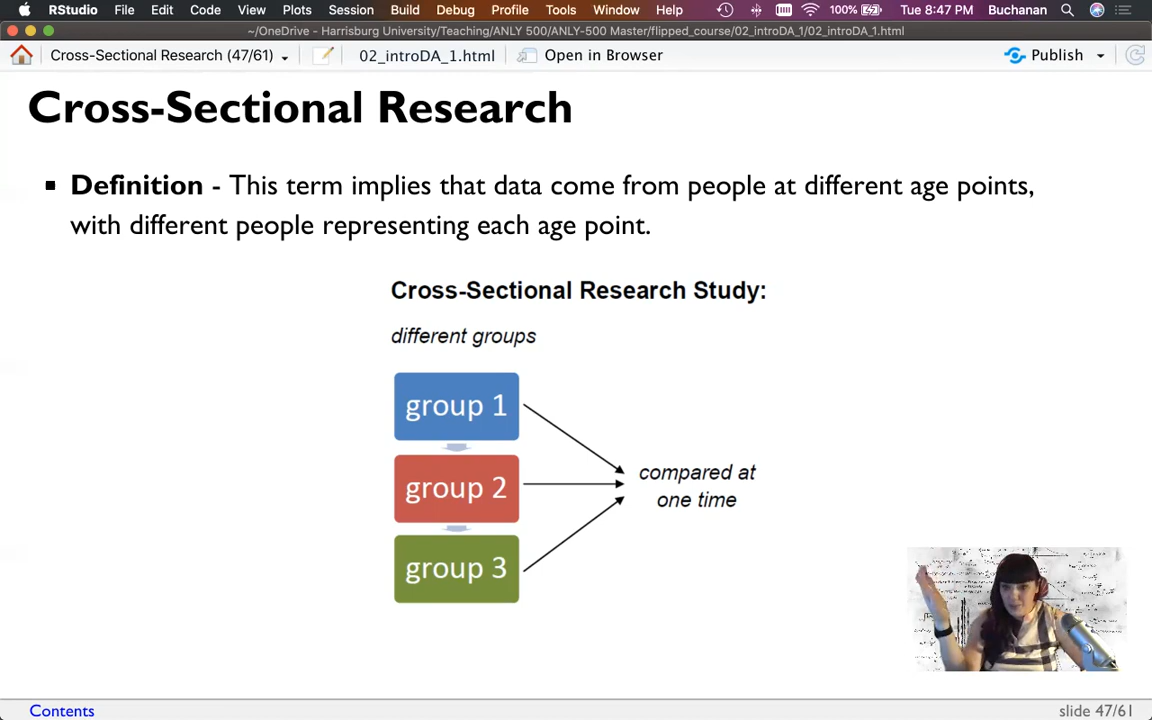 RStudio File Edit Code View Plots Session Build Debug Profile Tools Window Help 100% Tue 8:47 PM Buchanan
~/OneDrive - Harrisburg University/Teaching/ANLY 500/ANLY-500 Master/flipped_course/02_introDA_1/02_introDA_1.html
Cross-Sectional Research (47/61) 02_introDA_1.html Open in Browser Publish
Cross-Sectional Research
Definition - This term implies that data come from people at different age points,
with different people representing each age point.
Cross-Sectional Research Study:
different groups
group 1
group 2
group 3
compared at
one time
Contents slide 47/61